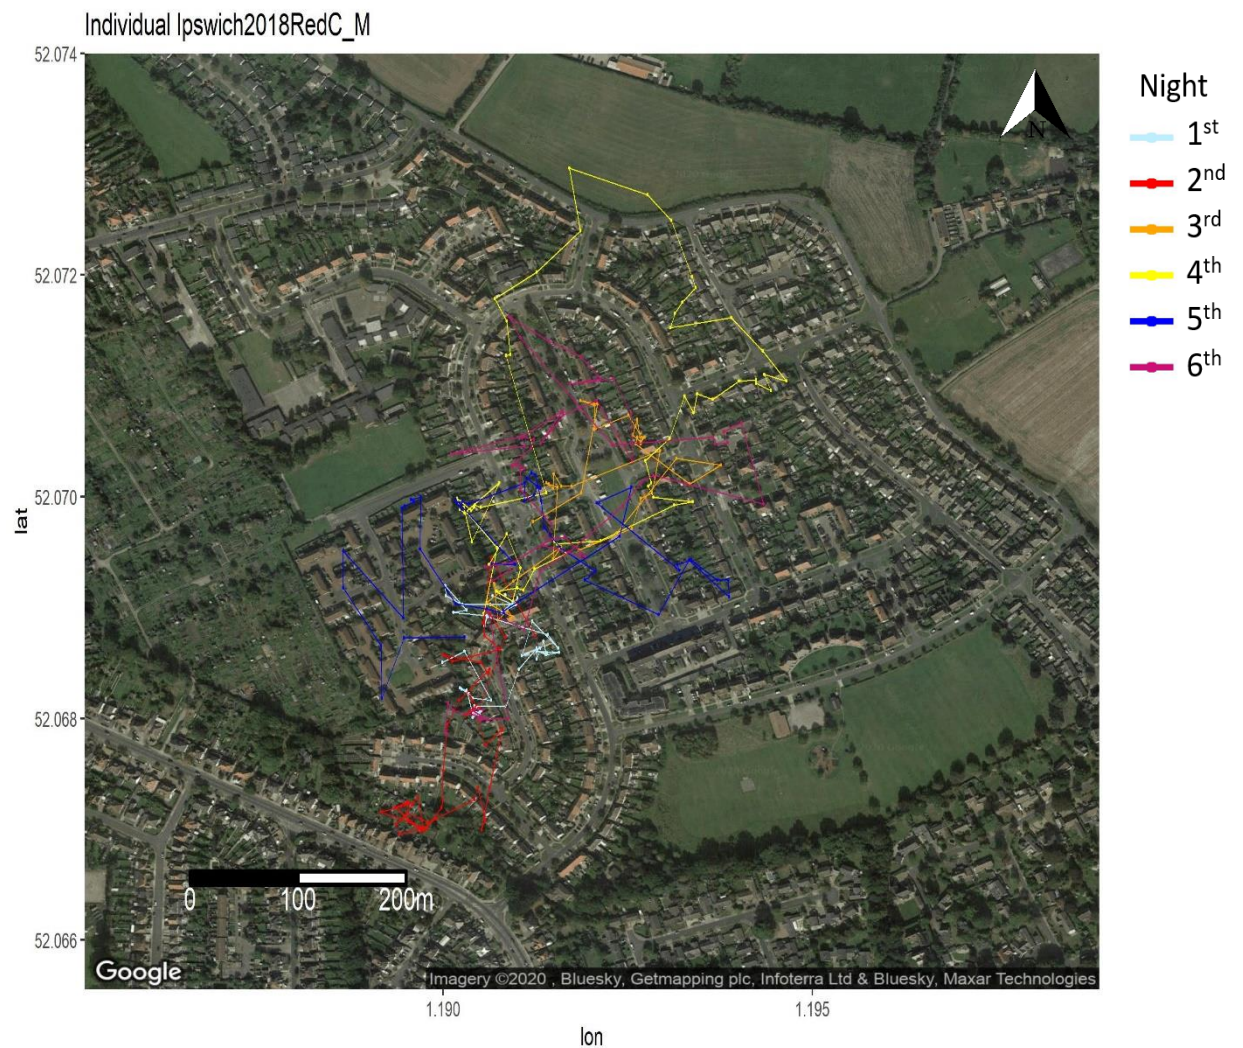 Individual Ipswich2018RedC_M
52.074
52.072
52.070
52.068
52.066
lat
N
Night
1st
2nd
3rd
4th
5th
6th
0 100 200m
Google
Imagery ©2020 , Bluesky, Getmapping plc, Infoterra Ltd & Bluesky, Maxar Technologies
1.190 1.195
lon